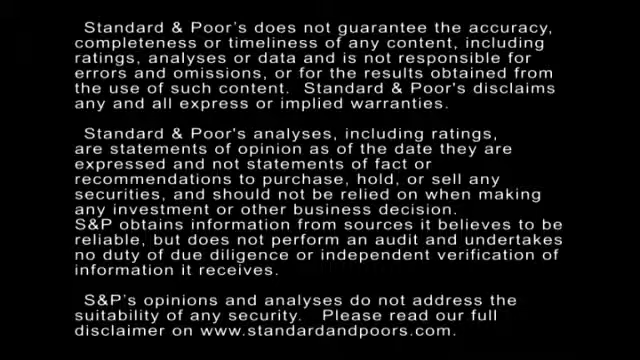 Standard & Poor’s does not guarantee the accuracy,
completeness or timeliness of any content, including
ratings, analyses or data and is not responsible for
errors and omissions, or for the results obtained from
the use of such content. Standard & Poor's disclaims
any and all express or implied warranties.
Standard & Poor's analyses, including ratings,
are statements of opinion as of the date they are
expressed and not statements of fact or
recommendations to purchase, hold, or sell any
securities, and should not be relied on when making
any investment or other business decision.
S&P obtains information from sources it believes to be
reliable, but does not perform an audit and undertakes
no duty of due diligence or independent verification of
information it receives.
S&P’s opinions and analyses do not address the
suitability of any security. Please read our full
disclaimer on www.standardandpoors.com.